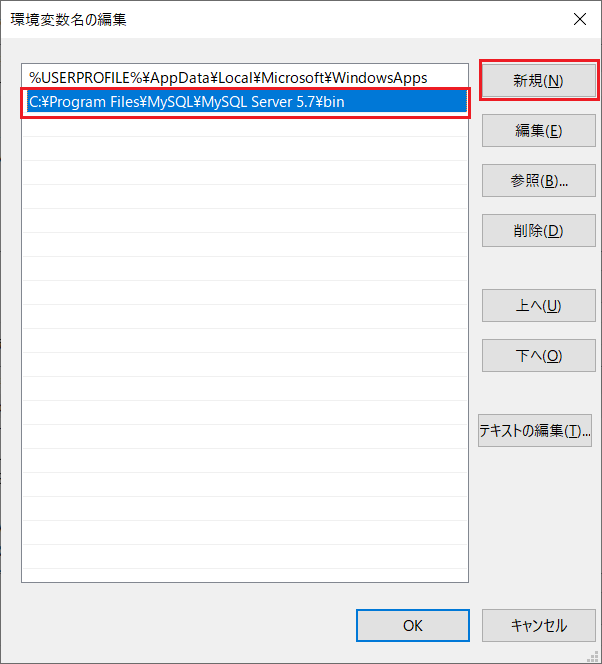 環境変数名の編集
%USERPROFILE%¥AppData¥Local¥Microsoft¥WindowsApps
C:¥Program Files¥MySQL¥MySQL Server 5.7¥bin
新規(N)
編集(E)
参照(B)...
削除(D)
上へ(U)
下へ(O)
テキストの編集(T)...
OK
キャンセル